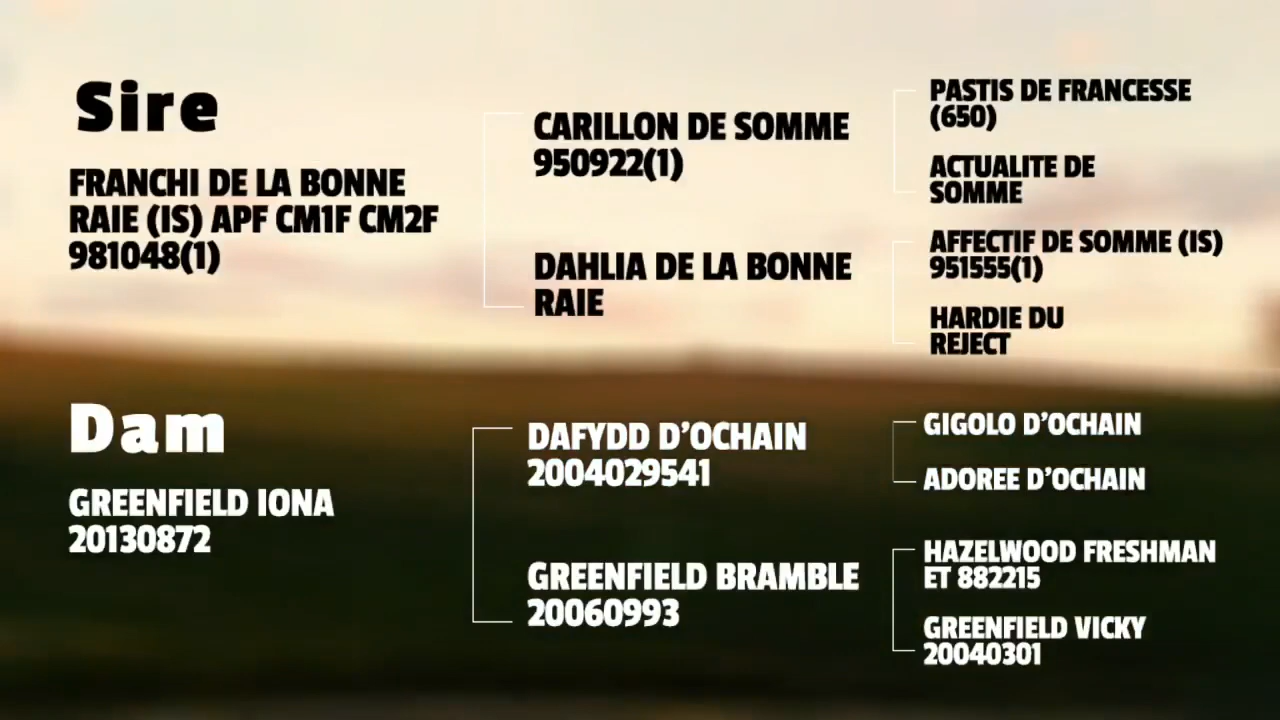 Sire
FRANCHI DE LA BONNE
RAIE (IS) APF CM1F CM2F
981048(1)
CARILLON DE SOMME
950922(1)
DAHLIA DE LA BONNE
RAIE
PASTIS DE FRANCESSE
(650)
ACTUALITE DE
SOMME
AFFECTIF DE SOMME (IS)
951555(1)
HARDIE DU
REJECT
Dam
GREENFIELD IONA
20130872
DAFYDD D'OCHAIN
2004029541
GREENFIELD BRAMBLE
20060993
GIGOLO D'OCHAIN
ADOREE D'OCHAIN
HAZELWOOD FRESHMAN
ET 882215
GREENFIELD VICKY
20040301